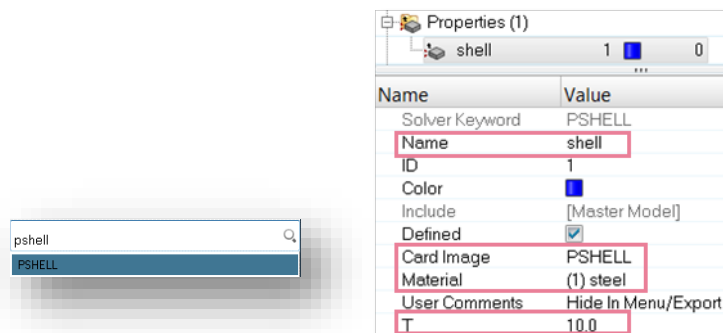 pshell
PSHELL
Properties (1)
shell 1 0
Name Value
Solver Keyword PSHELL
Name shell
ID 1
Color
Include [Master Model]
Defined
Card Image PSHELL
Material (1) steel
User Comments Hide In Menu/Export
T 10.0